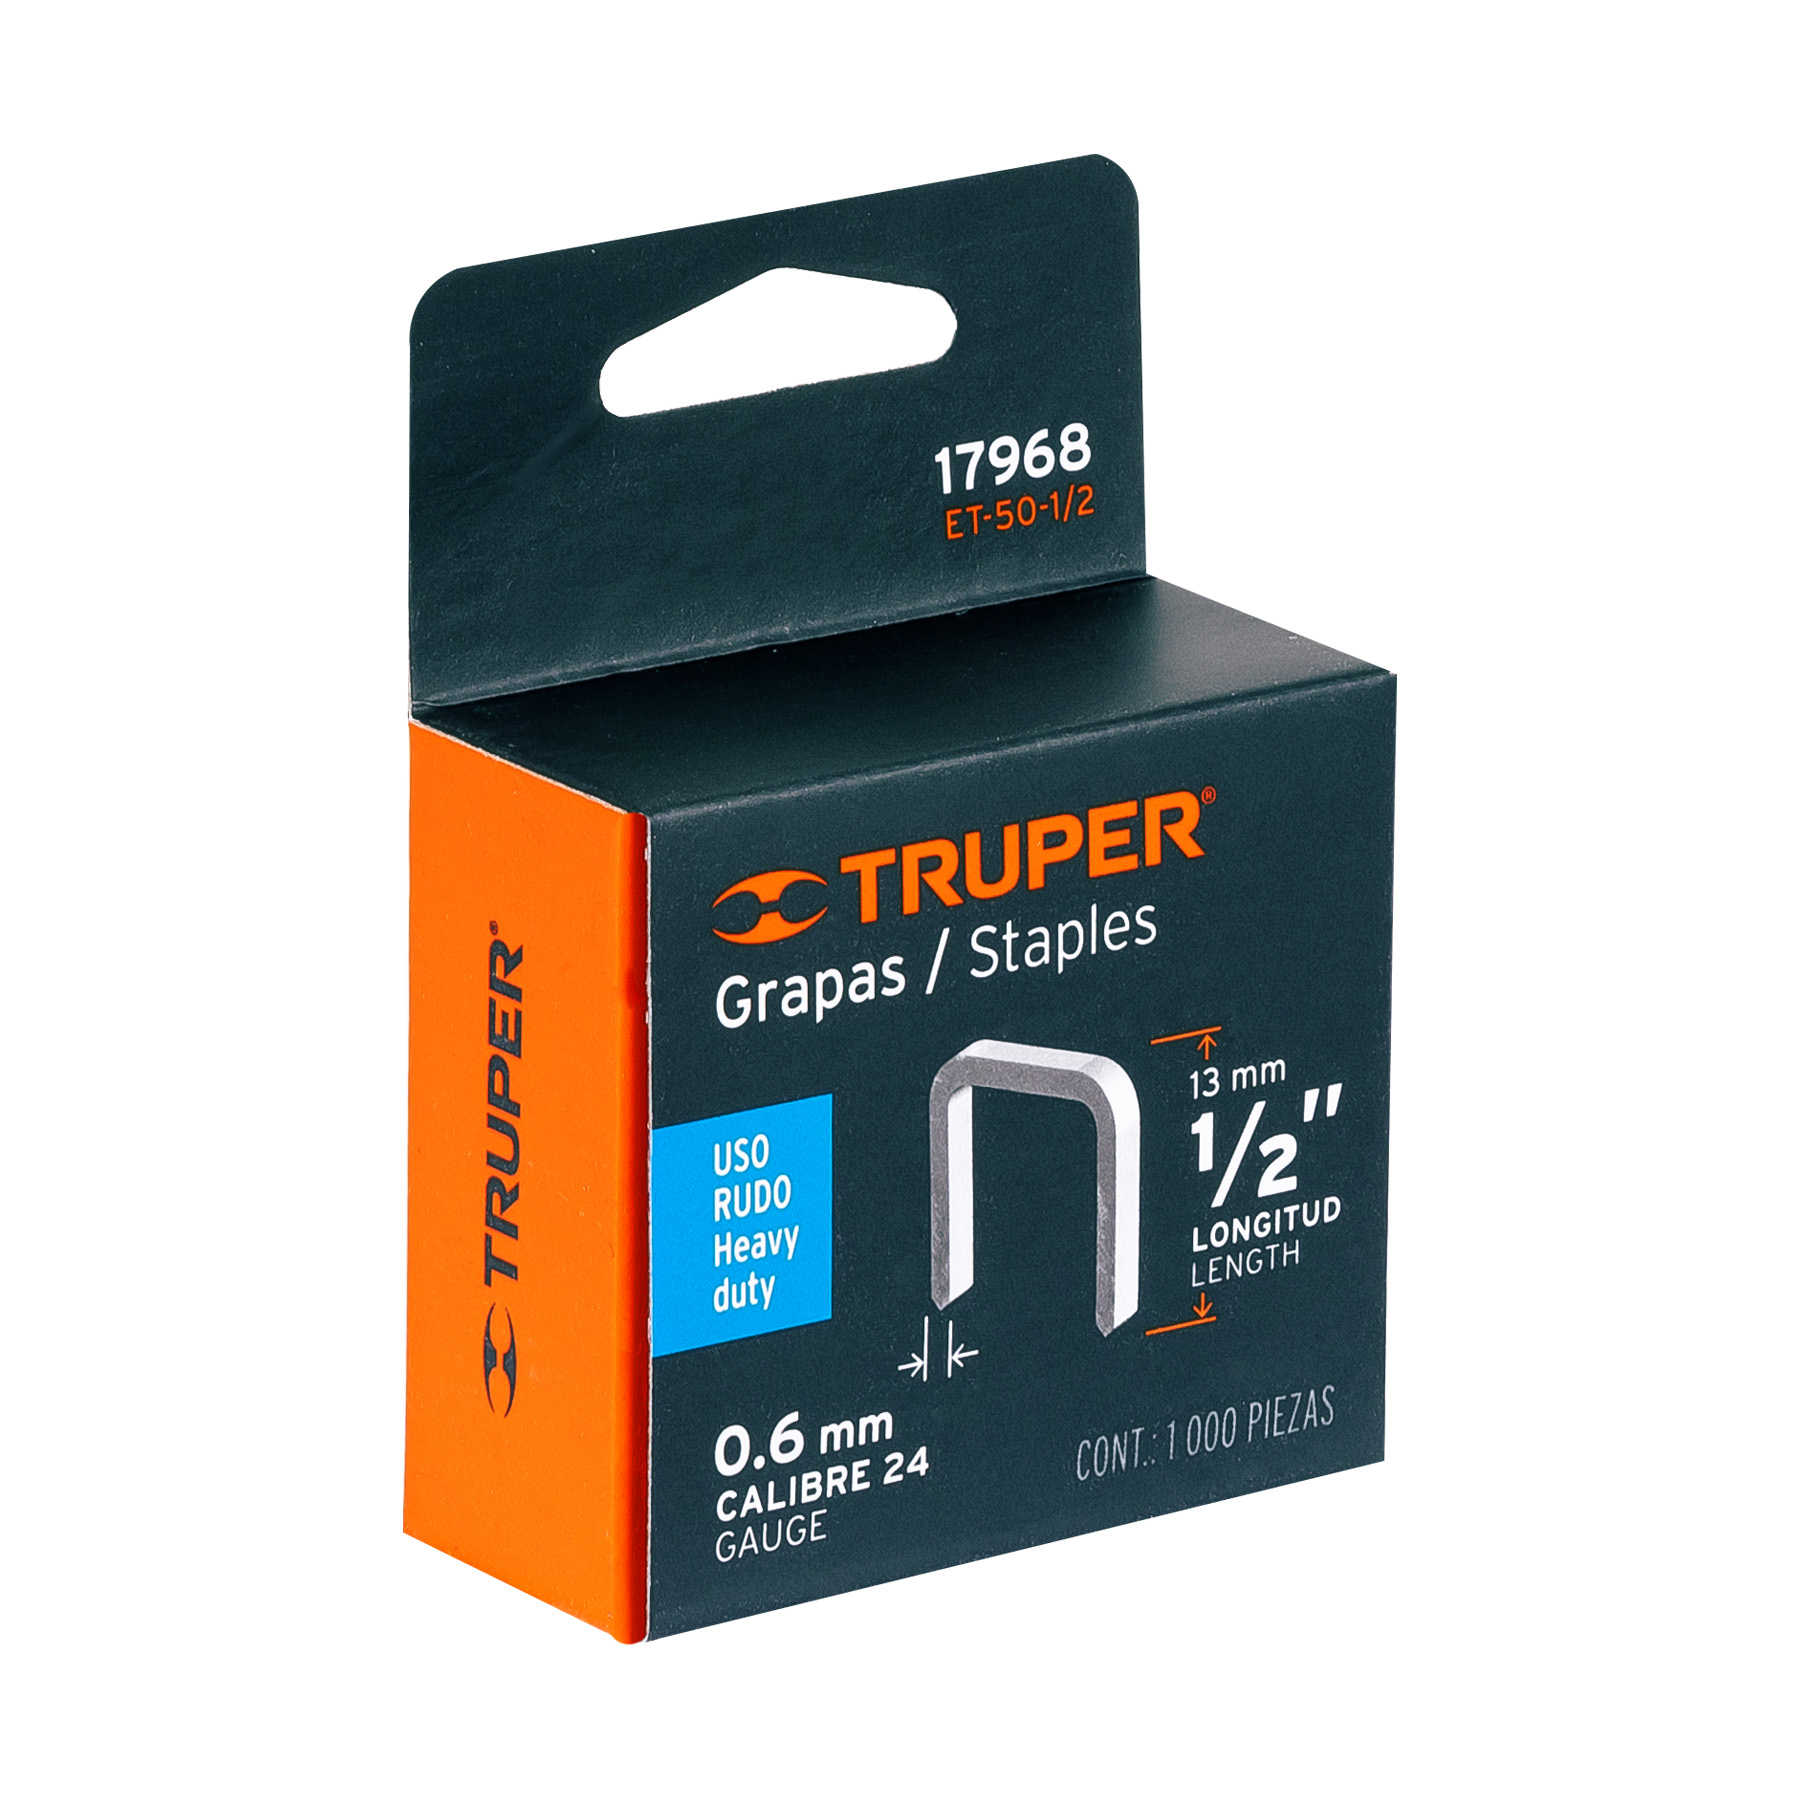 17968
ET-50-1/2
TRUPER®
Grapas / Staples
USO
RUDO
Heavy
duty
13 mm
1/2"
LONGITUD
LENGTH
0.6 mm
CALIBRE 24
GAUGE
CONT.: 1 000 PIEZAS
TRUPER®